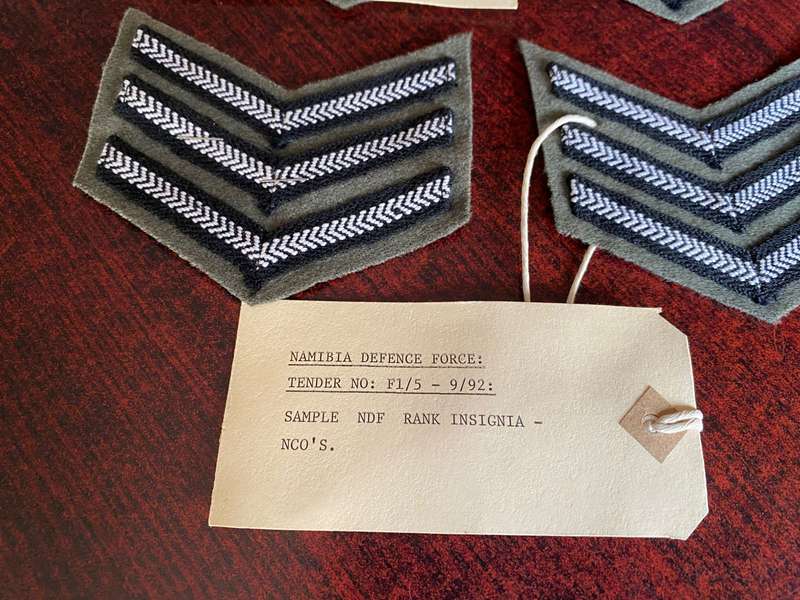 NAMIBIA DEFENCE FORCE:
TENDER NO: F1/5 - 9/92:
SAMPLE NDF RANK INSIGNIA -
NCO'S.